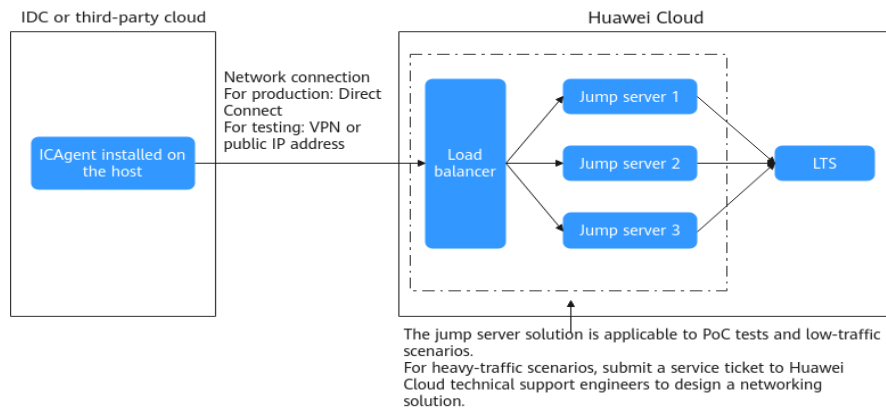 IDC or third-party cloud
Huawei Cloud
Network connection
For production: Direct
Connect
For testing: VPN or
public IP address
ICAgent installed on
the host
Load
balancer
Jump server 1
Jump server 2
Jump server 3
LTS
The jump server solution is applicable to PoC tests and low-traffic
scenarios.
For heavy-traffic scenarios, submit a service ticket to Huawei
Cloud technical support engineers to design a networking
solution.